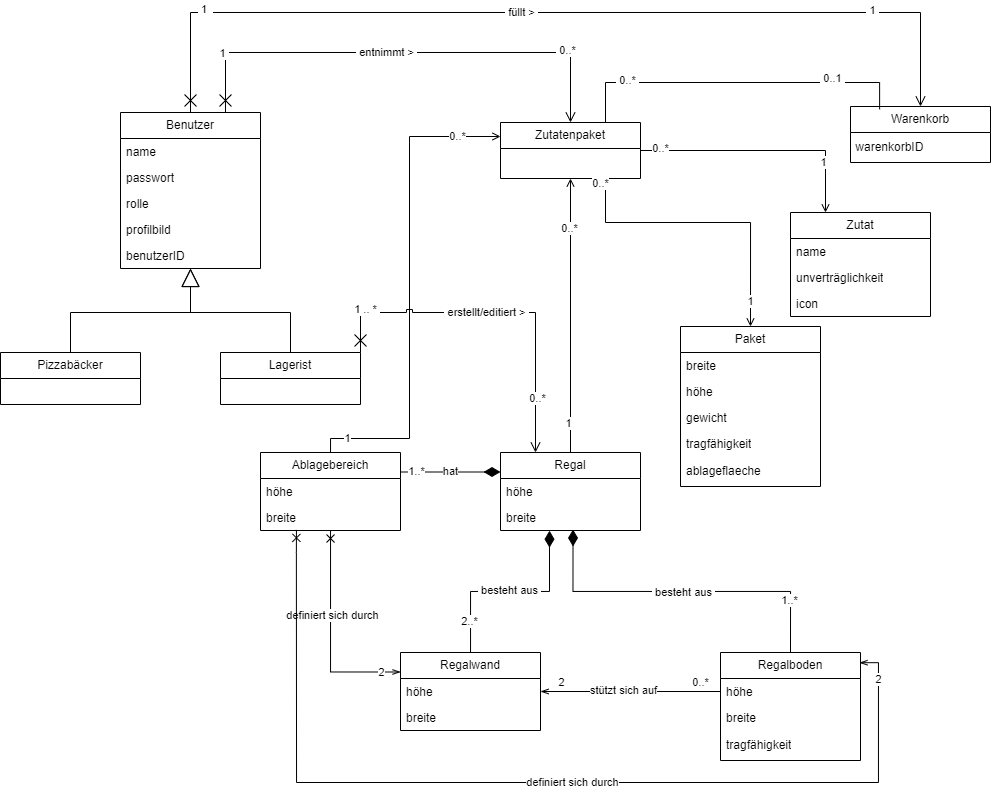 1
füllt >
1
1
entnimmt >
0..*
0..*
0..1
Benutzer
name
passwort
rolle
profilbild
benutzerID
Zutatenpaket
Warenkorb
warenkorbID
0..*
0..*
1
0..*
0..*
Zutat
name
unverträglichkeit
icon
1
1 .. *
erstellt/editiert >
0..*
Paket
breite
höhe
gewicht
tragfähigkeit
ablageflaeche
Pizzabäcker
Lagerist
1
1
Ablagebereich
höhe
breite
1..*
hat
Regal
höhe
breite
besteht aus
besteht aus
2..*
1..*
definiert sich durch
2
Regalwand
höhe
breite
2
stützt sich auf
0..*
Regalboden
höhe
breite
tragfähigkeit
2
definiert sich durch